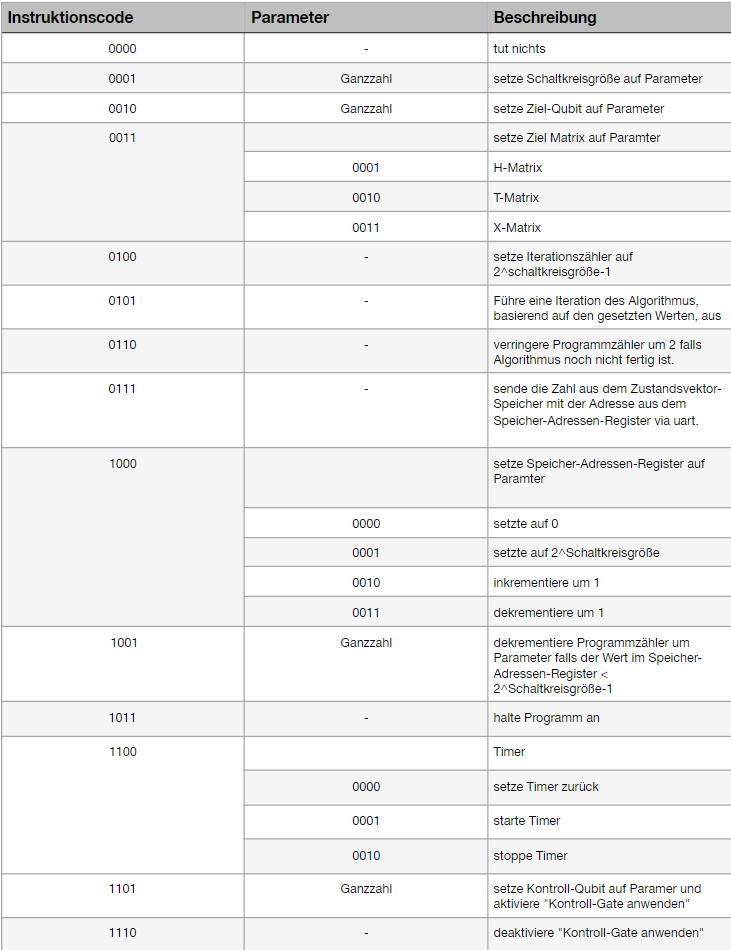 Instruktionscode Parameter Beschreibung
0000 - tut nichts
0001 Ganzzahl setze Schaltkreisgröße auf Parameter
0010 Ganzzahl setze Ziel-Qubit auf Parameter
0011 setze Ziel Matrix auf Paramter
0001 H-Matrix
0010 T-Matrix
0011 X-Matrix
0100 - setze Iterationszähler auf
2^schaltkreisgröße-1
0101 - Führe eine Iteration des Algorithmus,
basierend auf den gesetzten Werten, aus
0110 - verringere Programmzähler um 2 falls
Algorithmus noch nicht fertig ist.
0111 - sende die Zahl aus dem Zustandsvektor-
Speicher mit der Adresse aus dem
Speicher-Adressen-Register via uart.
1000 setze Speicher-Adressen-Register auf
Paramter
0000 setzte auf 0
0001 setzte auf 2^Schaltkreisgröße
0010 inkrementiere um 1
0011 dekrementiere um 1
1001 Ganzzahl dekrementiere Programmzähler um
Parameter falls der Wert im Speicher-
Adressen-Register <
2^Schaltkreisgröße-1
1011 - halte Programm an
1100 Timer
0000 setze Timer zurück
0001 starte Timer
0010 stoppe Timer
1101 Ganzzahl setze Kontroll-Qubit auf Paramer und
aktiviere "Kontroll-Gate anwenden"
1110 - deaktiviere "Kontroll-Gate anwenden"